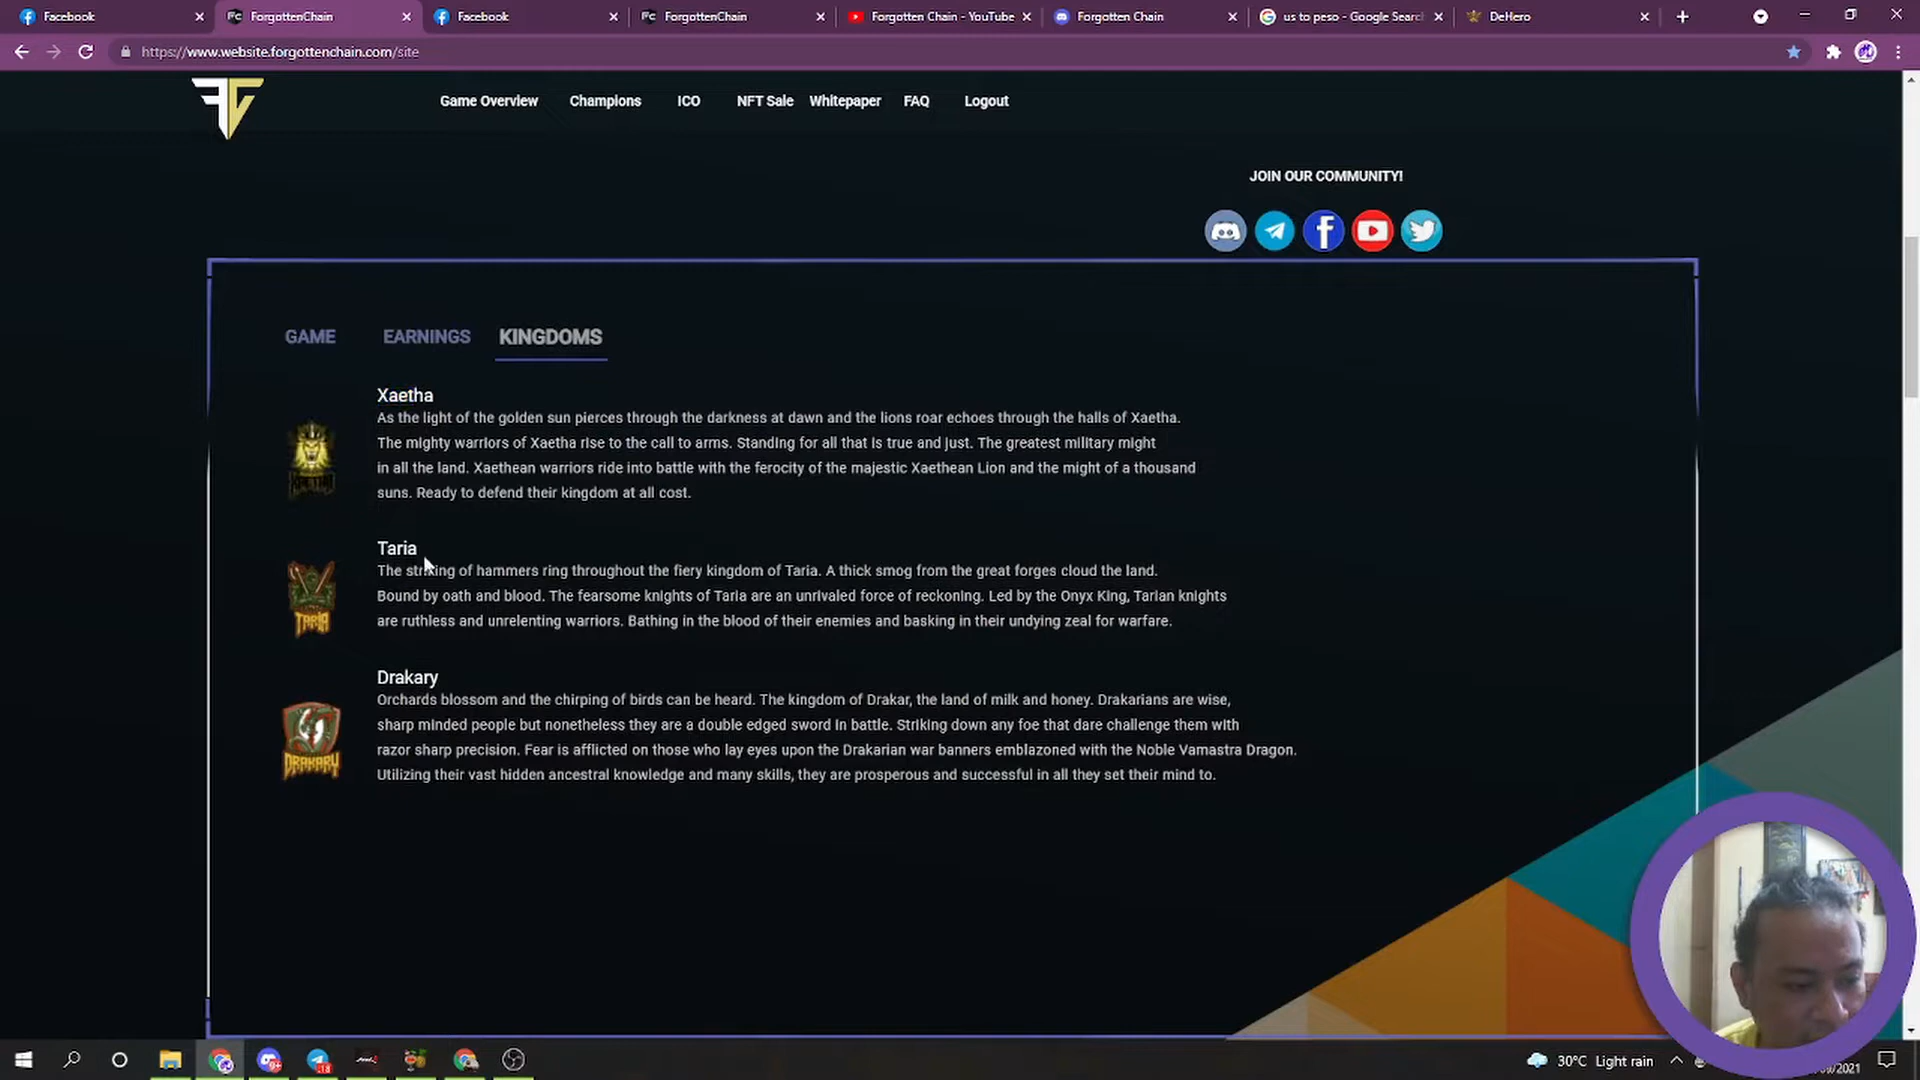 Facebook
ForgottenChain
Facebook
ForgottenChain
Forgotten Chain - YouTube
Forgotten Chain
us to peso - Google Searc
DeHero
https://www.website.forgottenchain.com/site
Game Overview
Champions
ICO
NFT Sale
Whitepaper
FAQ
Logout
JOIN OUR COMMUNITY!
GAME
EARNINGS
KINGDOMS
Xaetha
As the light of the golden sun pierces through the darkness at dawn and the lions roar echoes through the halls of Xaetha.
The mighty warriors of Xaetha rise to the call to arms. Standing for all that is true and just. The greatest military might
in all the land. Xaethean warriors ride into battle with the ferocity of the majestic Xaethean Lion and the might of a thousand
suns. Ready to defend their kingdom at all cost.
XAETHA
Taria
The striking of hammers ring throughout the fiery kingdom of Taria. A thick smog from the great forges cloud the land.
Bound by oath and blood. The fearsome knights of Taria are an unrivaled force of reckoning. Led by the Onyx King, Tarian knights
are ruthless and unrelenting warriors. Bathing in the blood of their enemies and basking in their undying zeal for warfare.
TARIA
Drakary
Orchards blossom and the chirping of birds can be heard. The kingdom of Drakar, the land of milk and honey. Drakarians are wise,
sharp minded people but nonetheless they are a double edged sword in battle. Striking down any foe that dare challenge them with
razor sharp precision. Fear is afflicted on those who lay eyes upon the Drakarian war banners emblazoned with the Noble Vamastra Dragon.
Utilizing their vast hidden ancestral knowledge and many skills, they are prosperous and successful in all they set their mind to.
DRAKARY
30°C Light rain